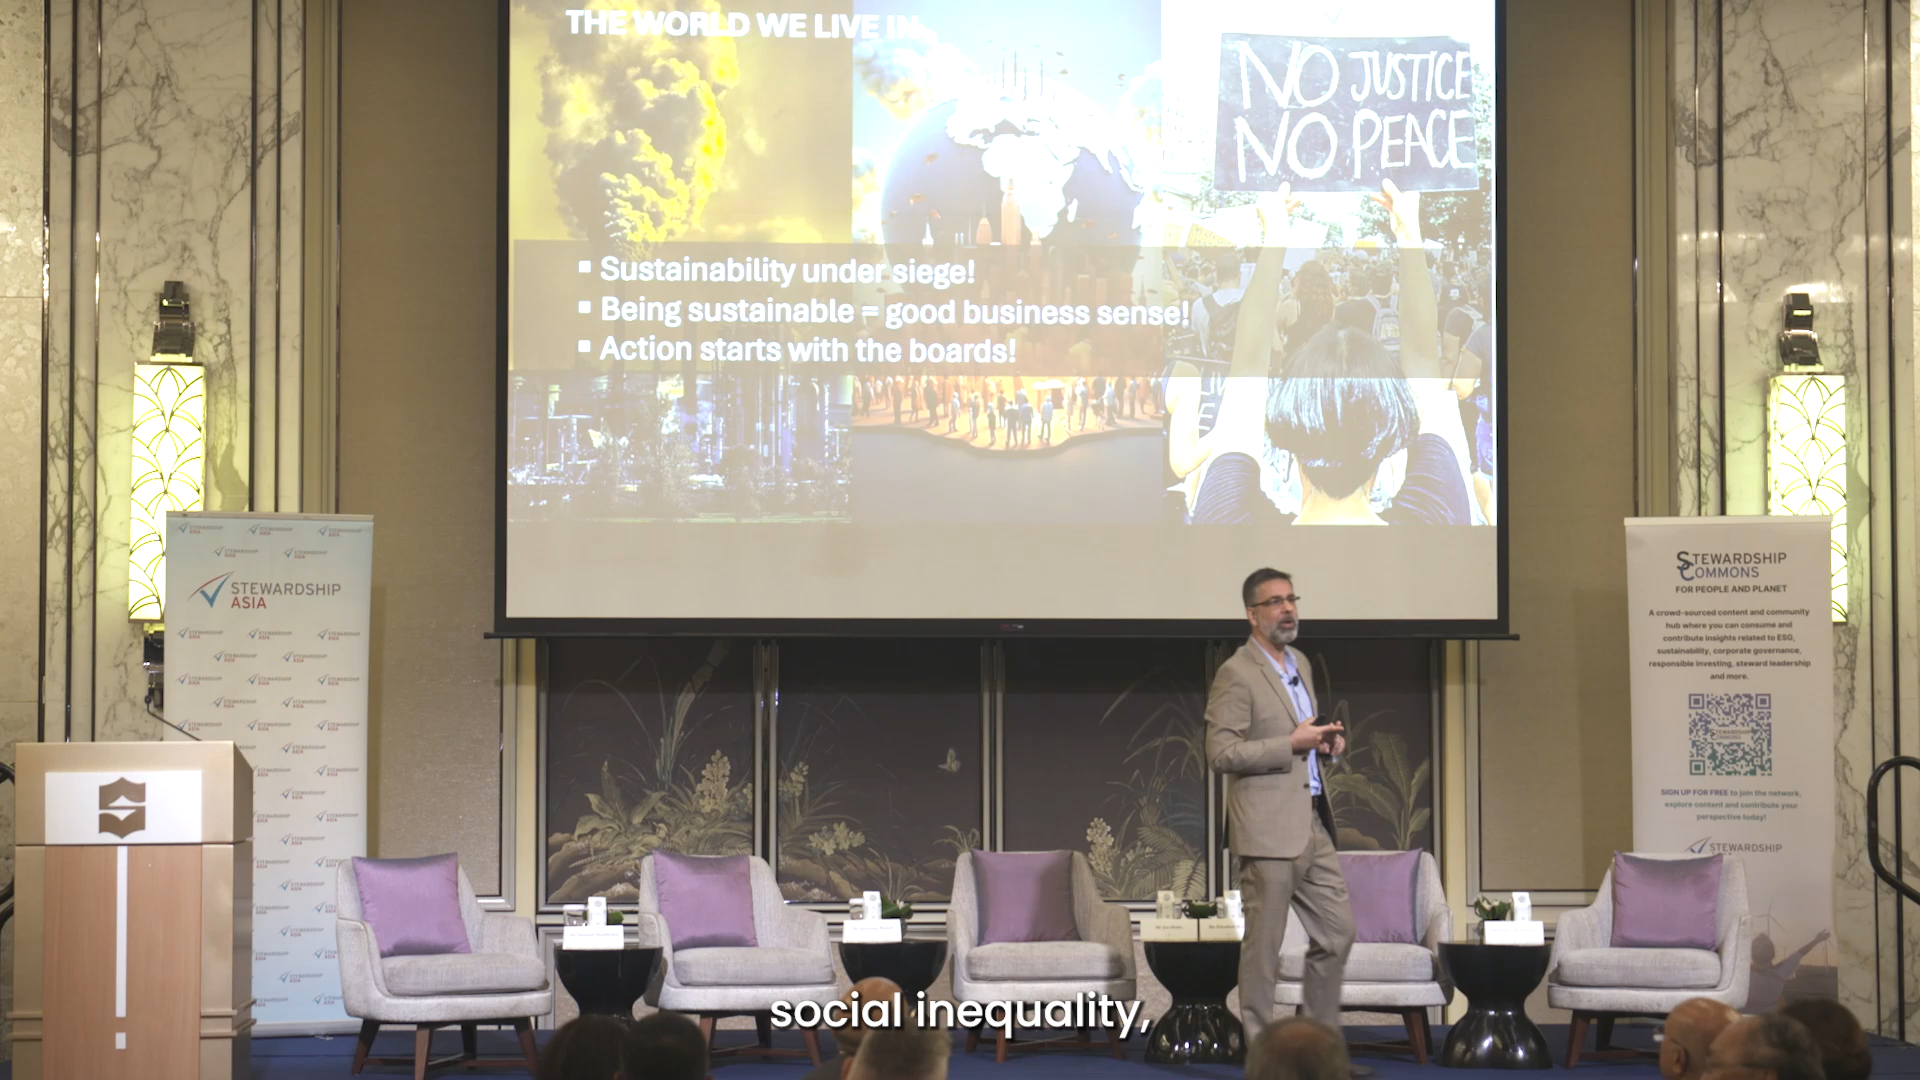 THE WORLD WE LIVE IN
NO JUSTICE
NO PEACE
▪ Sustainability under siege!
▪ Being sustainable = good business sense!
▪ Action starts with the boards!
STEWARDSHIP
ASIA
STEWARDSHIP
COMMONS
FOR PEOPLE AND PLANET
A crowd-sourced content and community
hub where you can consume and
contribute insights related to ESG,
sustainability, corporate governance,
responsible investing, steward leadership
and more.
SIGN UP FOR FREE to join the network,
explore content and contribute your
perspective today!
STEWARDSHIP
social inequality,